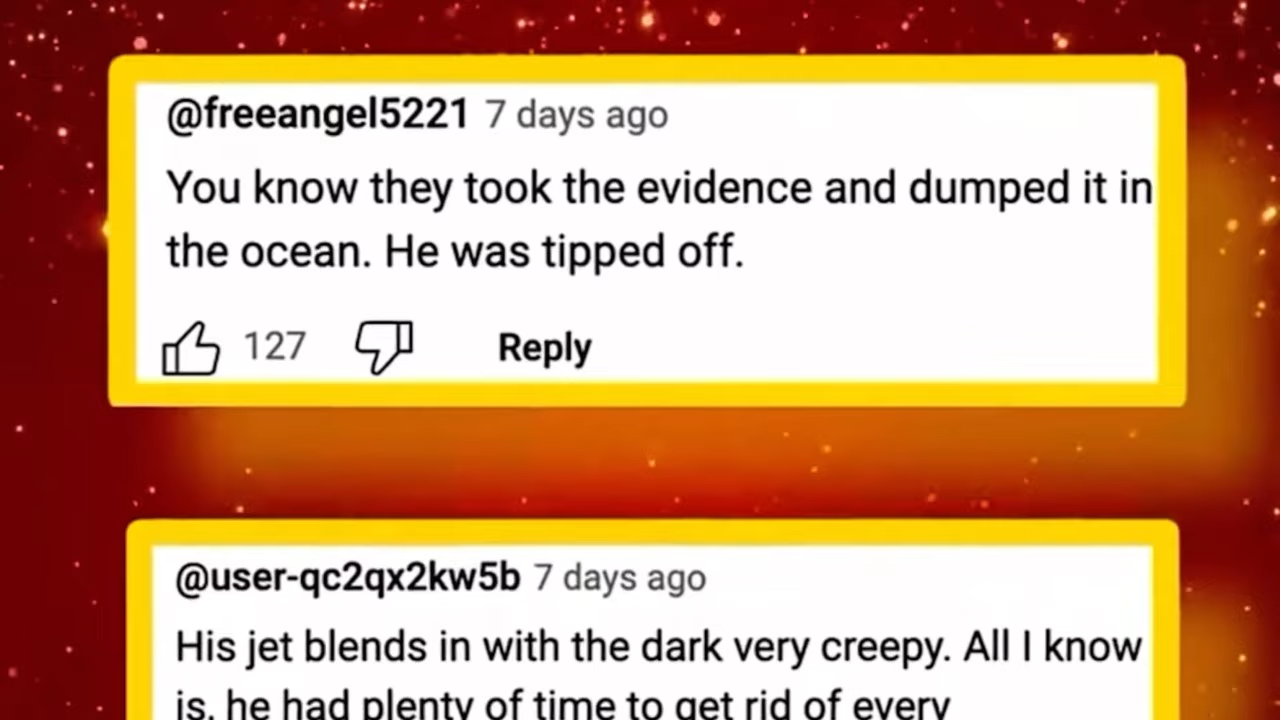 @freeangel5221 7 days ago
You know they took the evidence and dumped it in
the ocean. He was tipped off.
127 Reply
@user-qc2qx2kw5b 7 days ago
His jet blends in with the dark very creepy. All I know
is, he had plenty of time to get rid of every